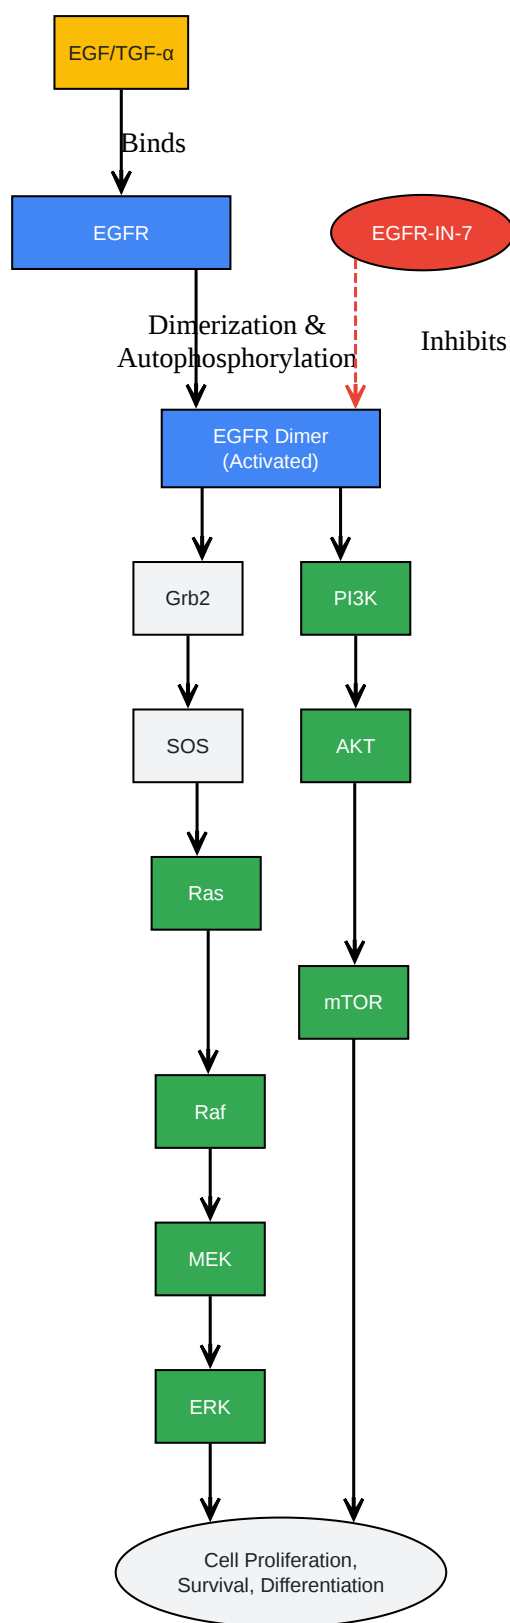 EGF/TGF-α
Binds
EGFR
EGFR-IN-7
Dimerization &
Autophosphorylation
Inhibits
EGFR Dimer
(Activated)
Grb2
PI3K
SOS
AKT
Ras
mTOR
Raf
MEK
ERK
Cell Proliferation,
Survival, Differentiation